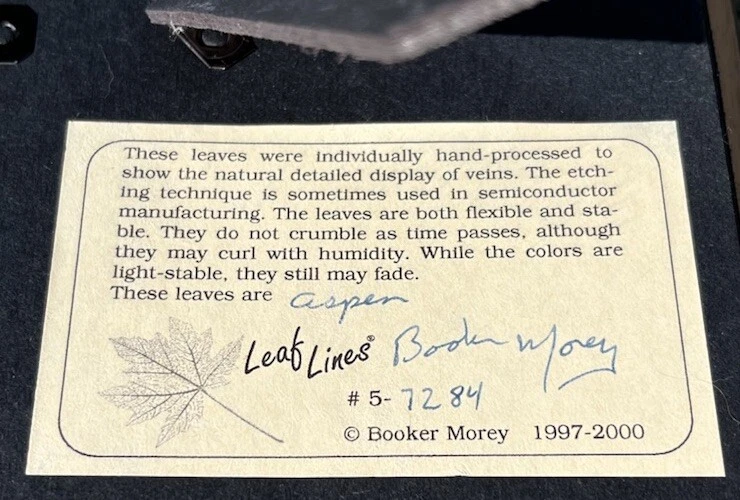 These leaves were individually hand-processed to
show the natural detailed display of veins. The etch-
ing technique is sometimes used in semiconductor
manufacturing. The leaves are both flexible and sta-
ble. They do not crumble as time passes, although
they may curl with humidity. While the colors are
light-stable, they still may fade.
These leaves are aspen
Leaf Lines® Booker Morey
# 5-7284
© Booker Morey 1997-2000